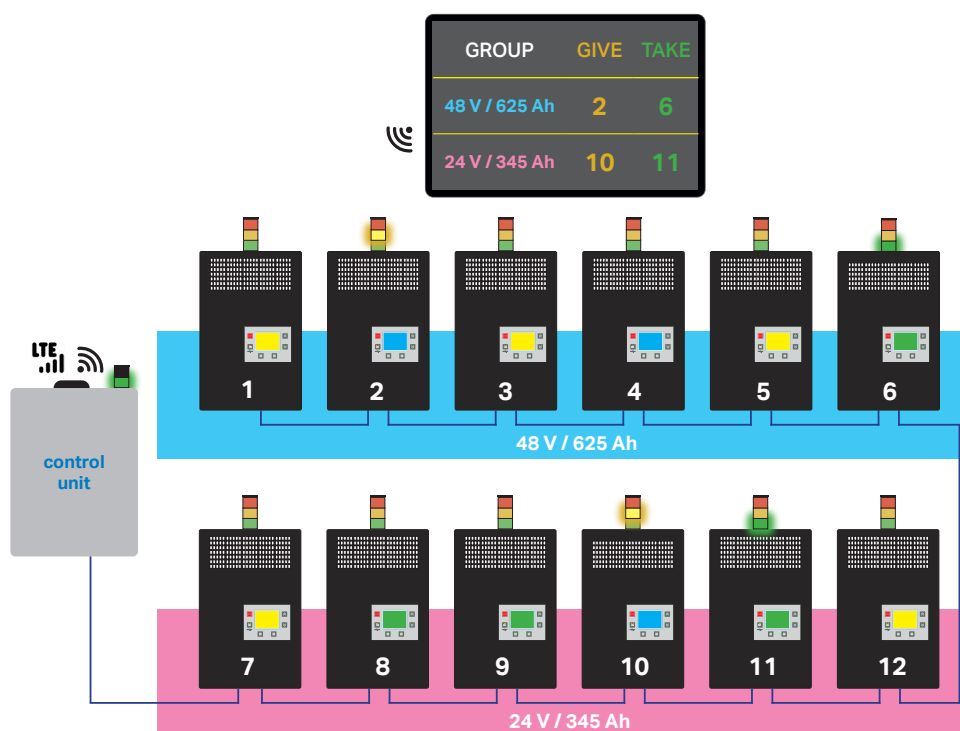 GROUP GIVE TAKE
48 V / 625 Ah 2 6
24 V / 345 Ah 10 11
LTE
1 2 3 4 5 6
control
unit
48 V / 625 Ah
7 8 9 10 11 12
24 V / 345 Ah